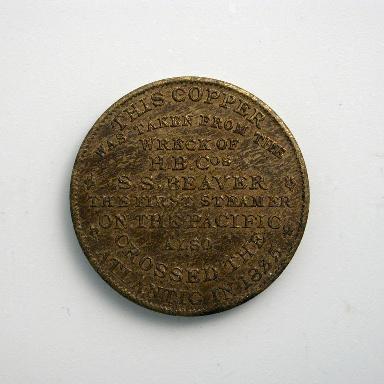 THIS COPPER
WAS TAKEN FROM THE
WRECK OF
H.B. COS
S.S. BEAVER
THE FIRST STEAMER
ON THE PACIFIC
ALSO
CROSSED THE
ATLANTIC IN 1835